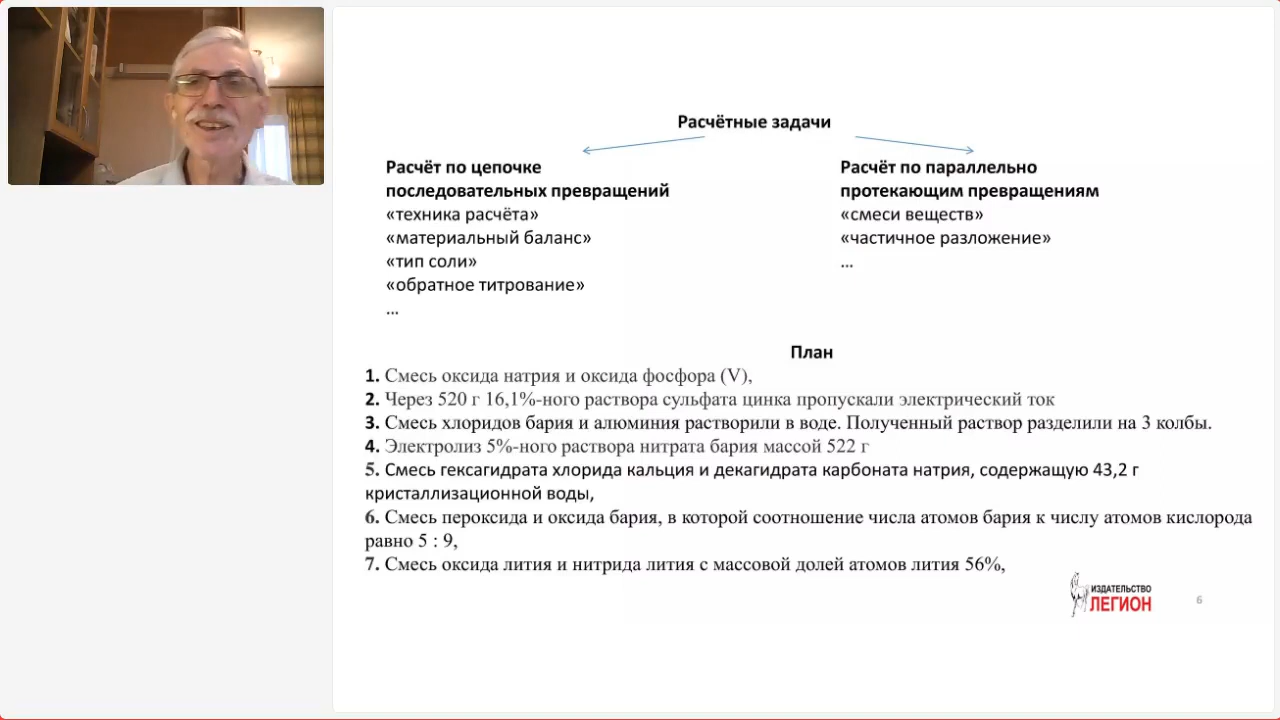 Расчётные задачи
Расчёт по цепочке
последовательных превращений
«техника расчёта»
«материальный баланс»
«тип соли»
«обратное титрование»
...
Расчёт по параллельно
протекающим превращениям
«смеси веществ»
«частичное разложение»
...
План
1. Смесь оксида натрия и оксида фосфора (V),
2. Через 520 г 16,1%-ного раствора сульфата цинка пропускали электрический ток
3. Смесь хлоридов бария и алюминия растворили в воде. Полученный раствор разделили на 3 колбы.
4. Электролиз 5%-ного раствора нитрата бария массой 522 г
5. Смесь гексагидрата хлорида кальция и декагидрата карбоната натрия, содержащую 43,2 г
кристаллизационной воды,
6. Смесь пероксида и оксида бария, в которой соотношение числа атомов бария к числу атомов кислорода
равно 5 : 9,
7. Смесь оксида лития и нитрида лития с массовой долей атомов лития 56%,
ИЗДАТЕЛЬСТВО
ЛЕГИОН
6